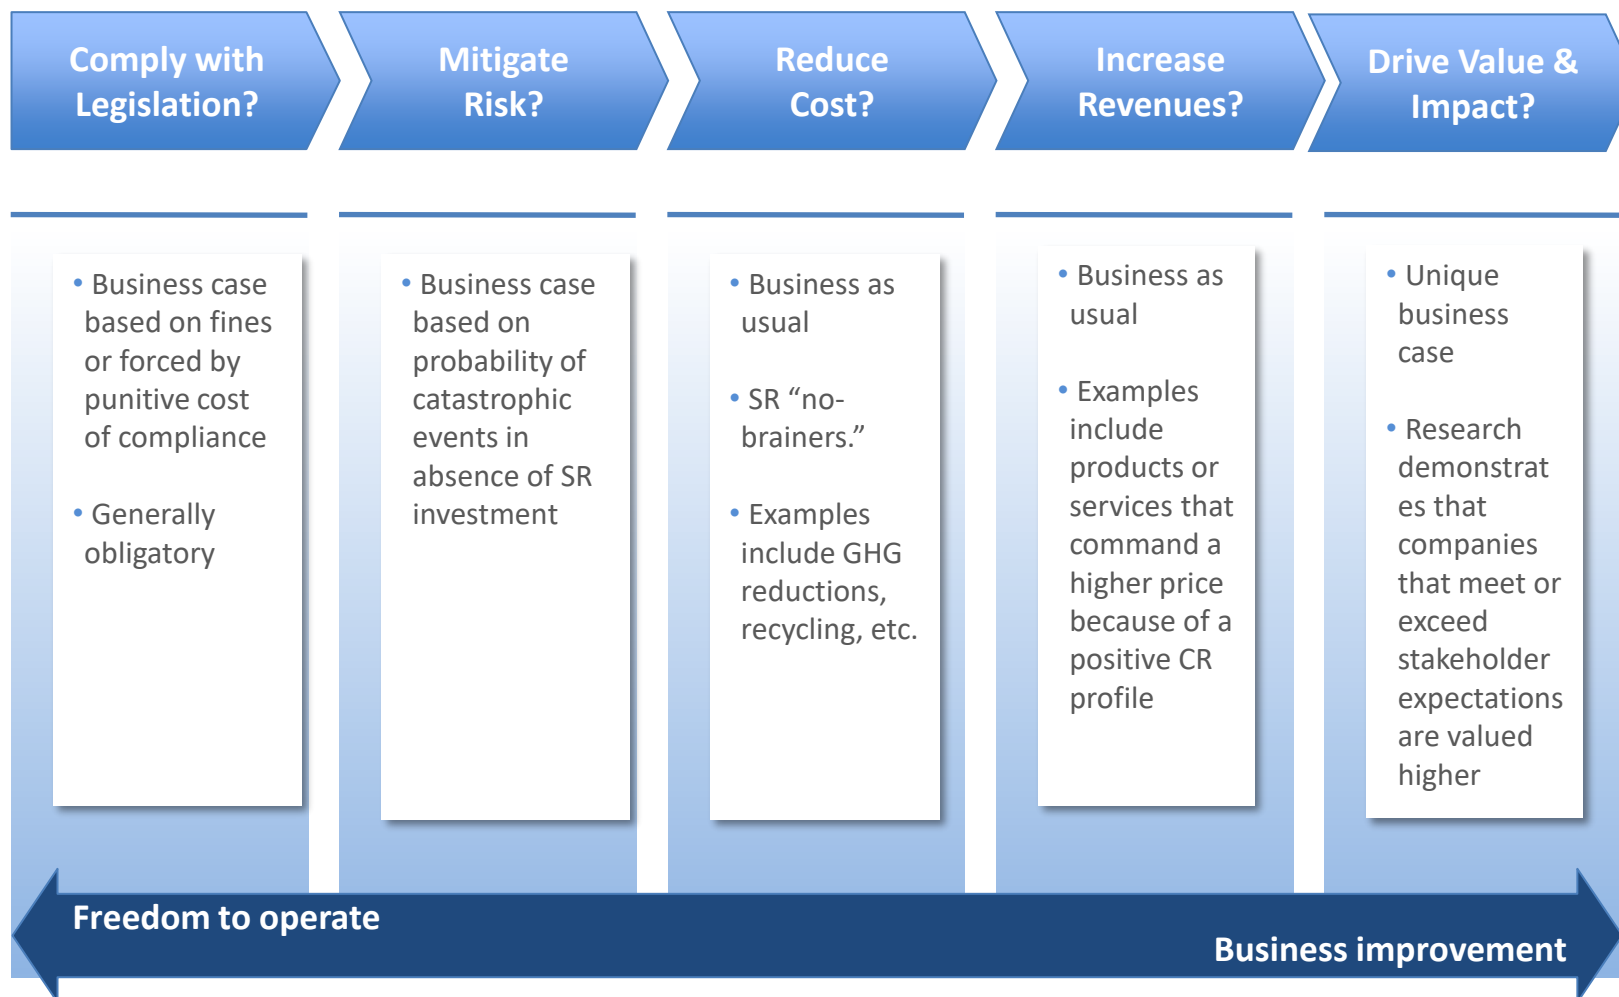 Comply with
Legislation?
Mitigate
Risk?
Reduce
Cost?
Increase
Revenues?
Drive Value &
Impact?
• Business case
based on fines
or forced by
punitive cost
of compliance
• Generally
obligatory
• Business case
based on
probability of
catastrophic
events in
absence of SR
investment
• Business as
usual
• SR “no-
brainers.”
• Examples
include GHG
reductions,
recycling, etc.
• Business as
usual
• Examples
include
products or
services that
command a
higher price
because of a
positive CR
profile
• Unique
business
case
• Research
demonstrat
es that
companies
that meet or
exceed
stakeholder
expectations
are valued
higher
Freedom to operate
Business improvement